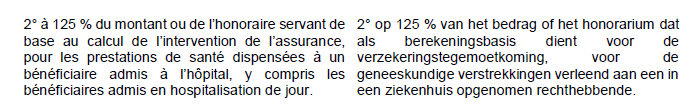 2° à 125 % du montant ou de l'honoraire servant de
base au calcul de l'intervention de l'assurance,
pour les prestations de santé dispensées à un
bénéficiaire admis à l'hôpital, y compris les
bénéficiaires admis en hospitalisation de jour.
2° op 125 % van het bedrag of het honorarium dat
als berekeningsbasis dient voor de
verzekeringstegemoetkoming, voor de
geneeskundige verstrekkingen verleend aan een in
een ziekenhuis opgenomen rechthebbende.